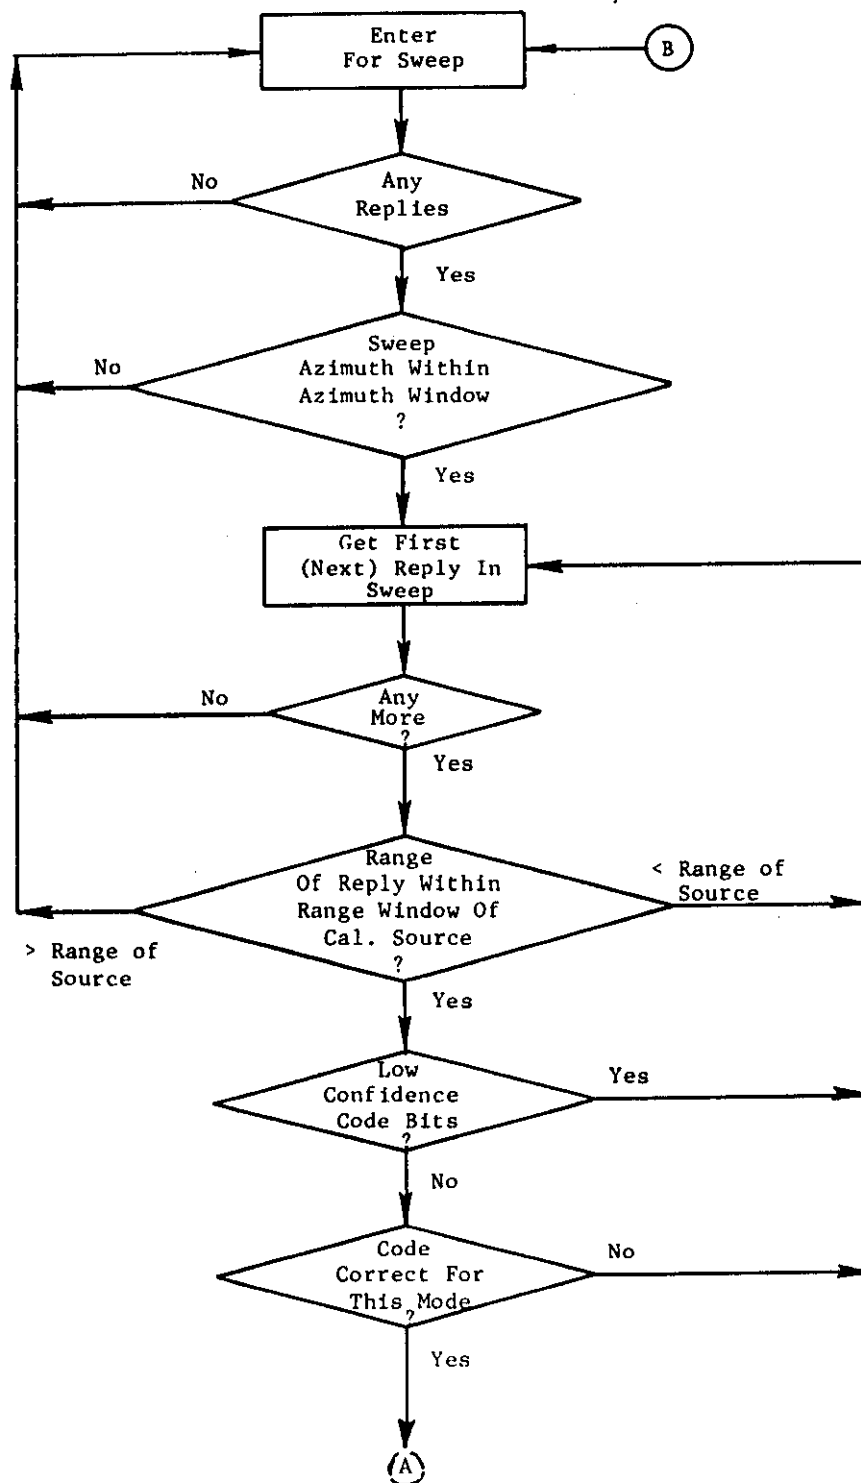 Enter
For Sweep
B
No
Any
Replies
Yes
No
Sweep
Azimuth Within
Azimuth Window
?
Yes
Get First
(Next) Reply In
Sweep
No
Any
More
?
Yes
Range
Of Reply Within
Range Window Of
Cal. Source
?
< Range of
Source
> Range of
Source
Yes
Low
Confidence
Code Bits
?
Yes
No
Code
Correct For
This Mode
?
No
Yes
A